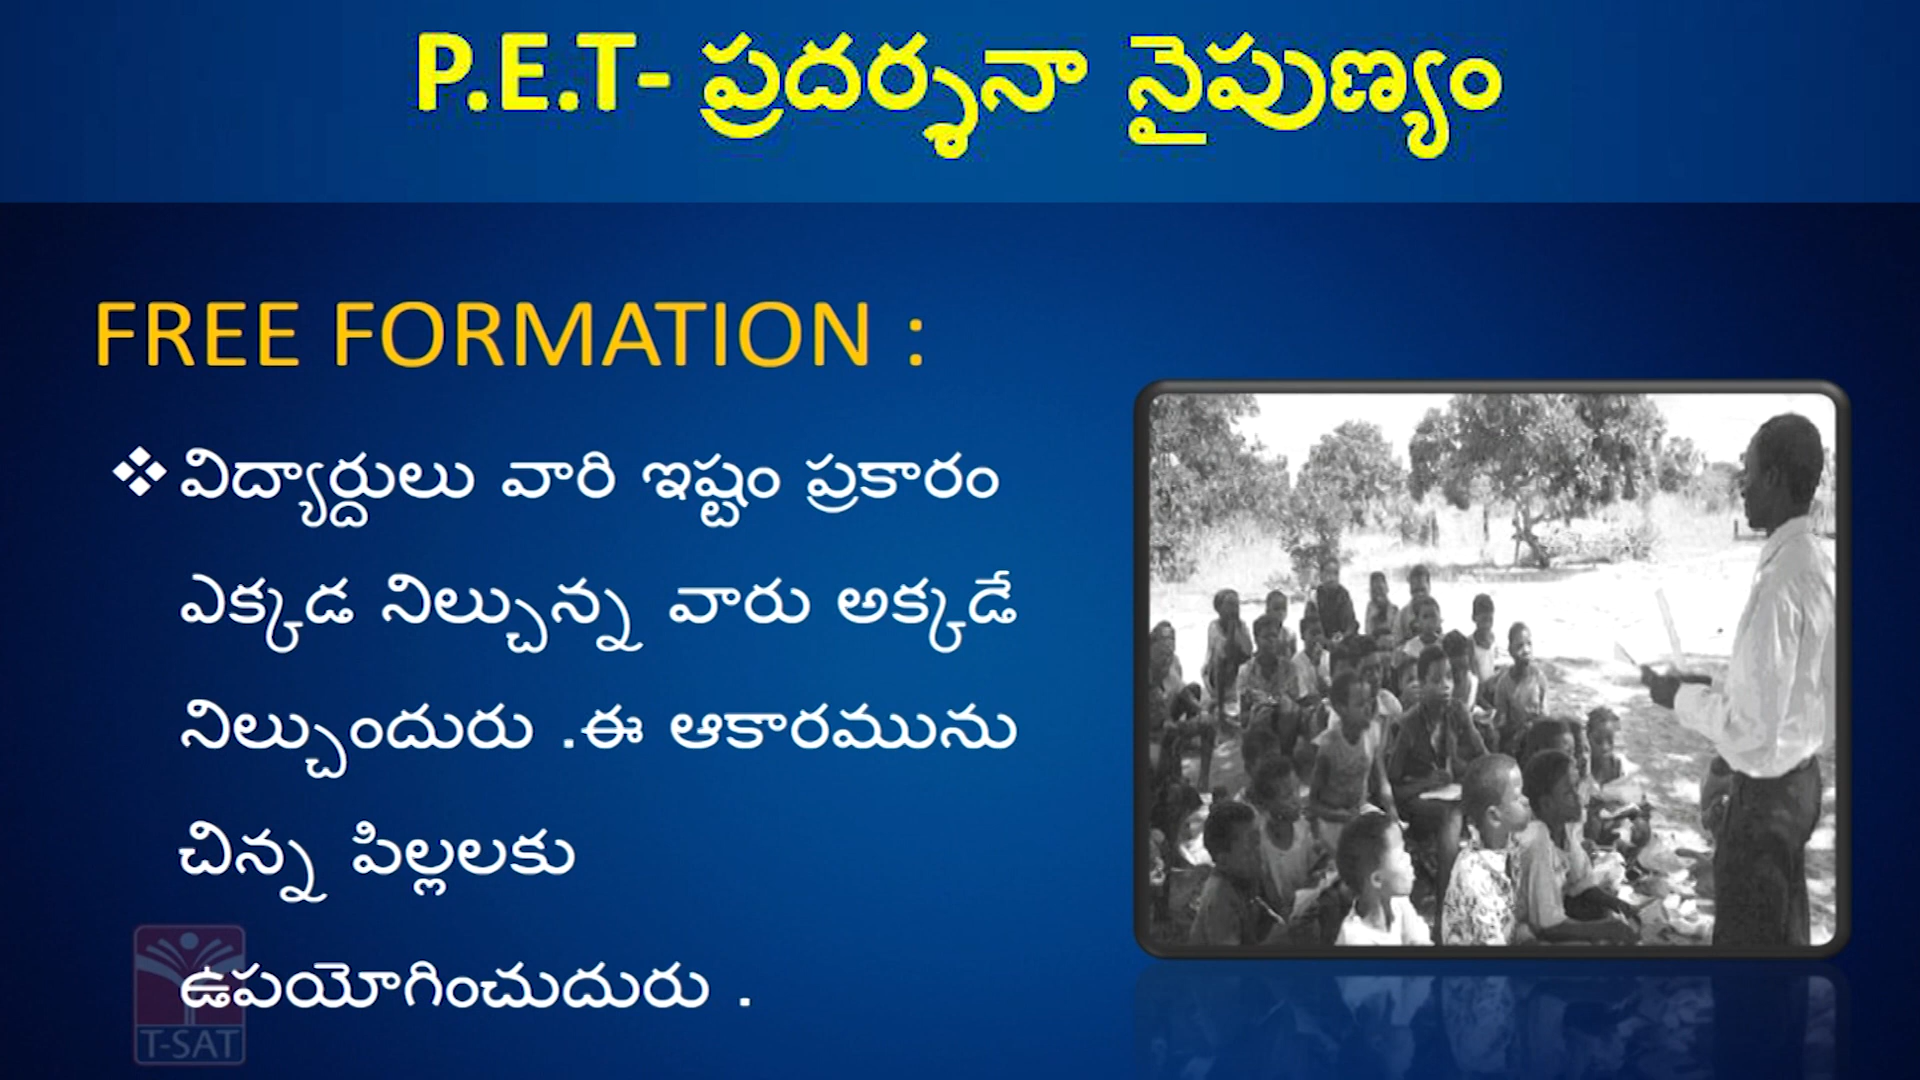 P.E.T- ప్రదర్శనా నైపుణ్యం
FREE FORMATION :
❖విద్యార్దులు వారి ఇష్టం ప్రకారం
ఎక్కడ నిల్చున్న వారు అక్కడే
నిల్చుందురు .ఈ ఆకారమును
చిన్న పిల్లలకు
ఉపయోగించుదురు .
T-SAT